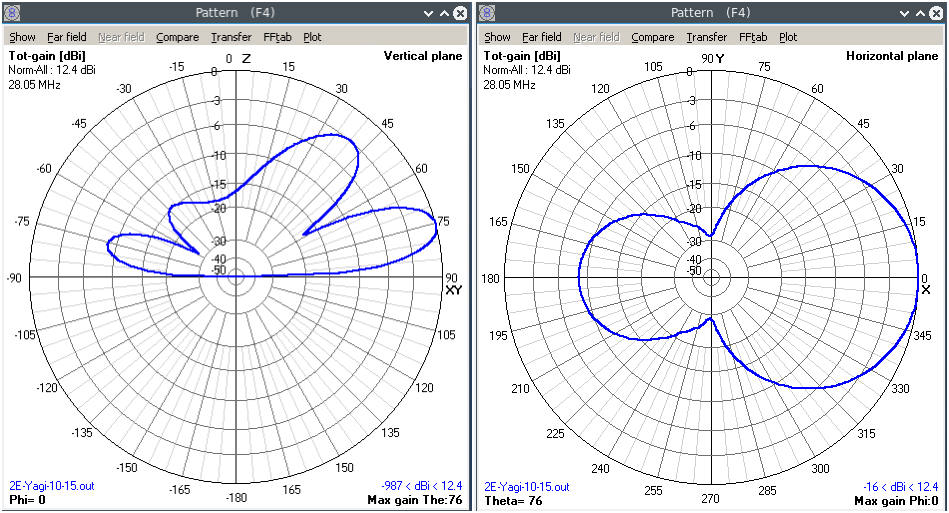 Pattern (F4)
Show Far field Near field Compare Transfer FFtab Plot
Tot-gain [dBi]
Vertical plane
Norm-All : 12.4 dBi
28.05 MHz
0 Z
-15 15
-30 30
-45 45
-60 60
-75 75
-90 90
XY
-105 105
-120 120
-135 135
-150 150
-165 165
-180
0
-3
-6
-10
-15
-20
-30
-40
-50
2E-Yagi-10-15.out
-987 < dBi < 12.4
Phi= 0
Max gain The:76
Pattern (F4)
Show Far field Near field Compare Transfer FFtab Plot
Tot-gain [dBi]
Horizontal plane
Norm-All : 12.4 dBi
28.05 MHz
90 Y
105 75
120 60
135 45
150 30
165 15
180 0
X
195 345
210 330
225 315
240 300
255 285
270
0
-3
-6
-10
-15
-20
-30
-40
-50
2E-Yagi-10-15.out
-16 < dBi < 12.4
Theta= 76
Max gain Phi:0